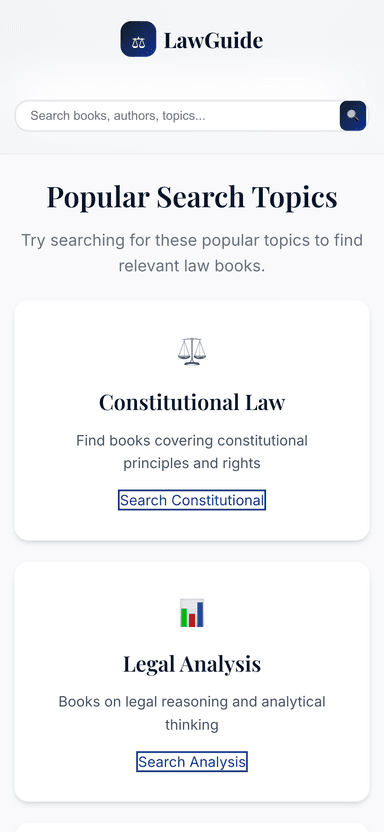 LawGuide
Search books, authors, topics...
Popular Search Topics
Try searching for these popular topics to find
relevant law books.
Constitutional Law
Find books covering constitutional
principles and rights
Search Constitutional
Legal Analysis
Books on legal reasoning and analytical
thinking
Search Analysis